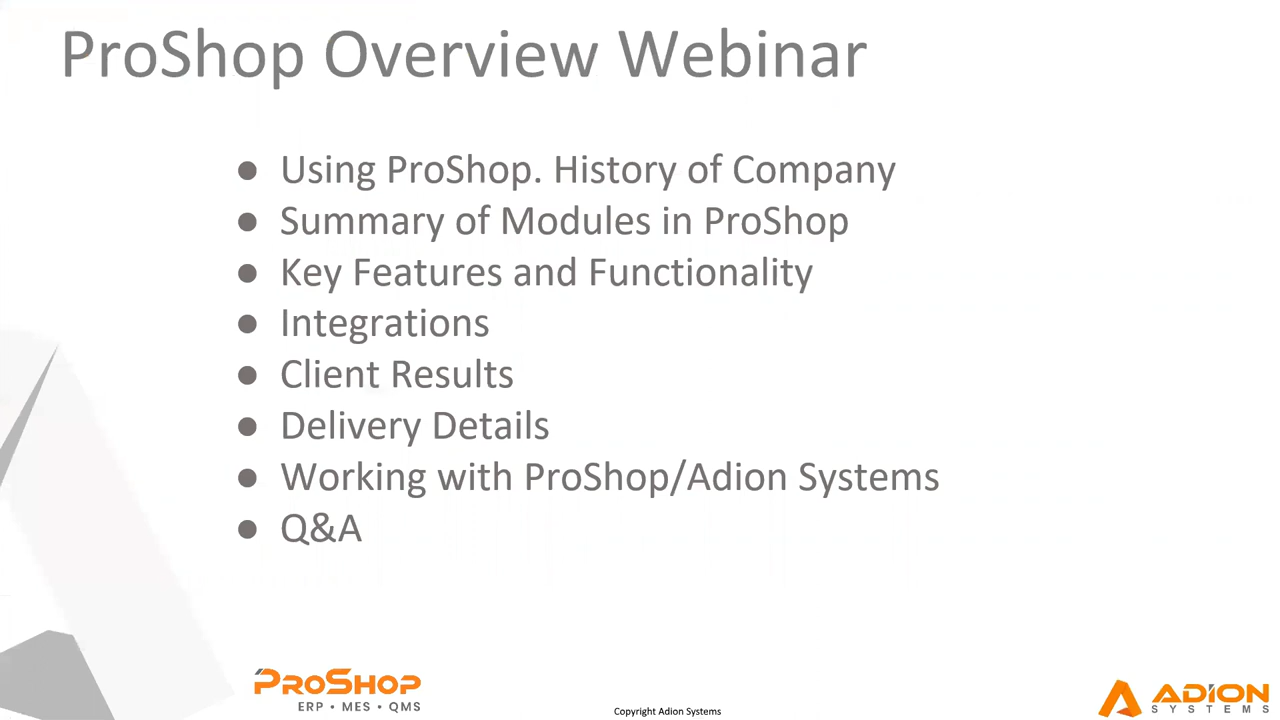 ProShop Overview Webinar
● Using ProShop. History of Company
● Summary of Modules in ProShop
● Key Features and Functionality
● Integrations
● Client Results
● Delivery Details
● Working with ProShop/Adion Systems
● Q&A
PROSHOP
ERP • MES • QMS
Copyright Adion Systems
ADION
SYSTEMS